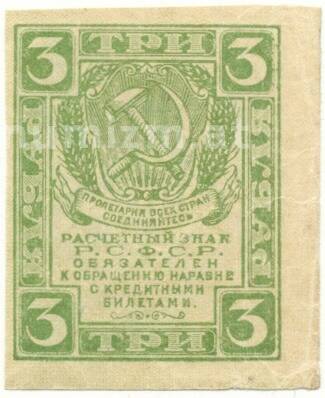 3 ТРИ 3
numizmat
РУБЛЯ
РУБЛЯ
ПРОЛЕТАРИИ ВСЕХ СТРАН
СОЕДИНЯЙТЕСЬ
РАСЧЕТНЫЙ ЗНАК
Р.С.Ф.С.Р.
ОБЯЗАТЕЛЕН
К ОБРАЩЕНИЮ НАРАВНЕ
С КРЕДИТНЫМИ
БИЛЕТАМИ.
3 ТРИ 3